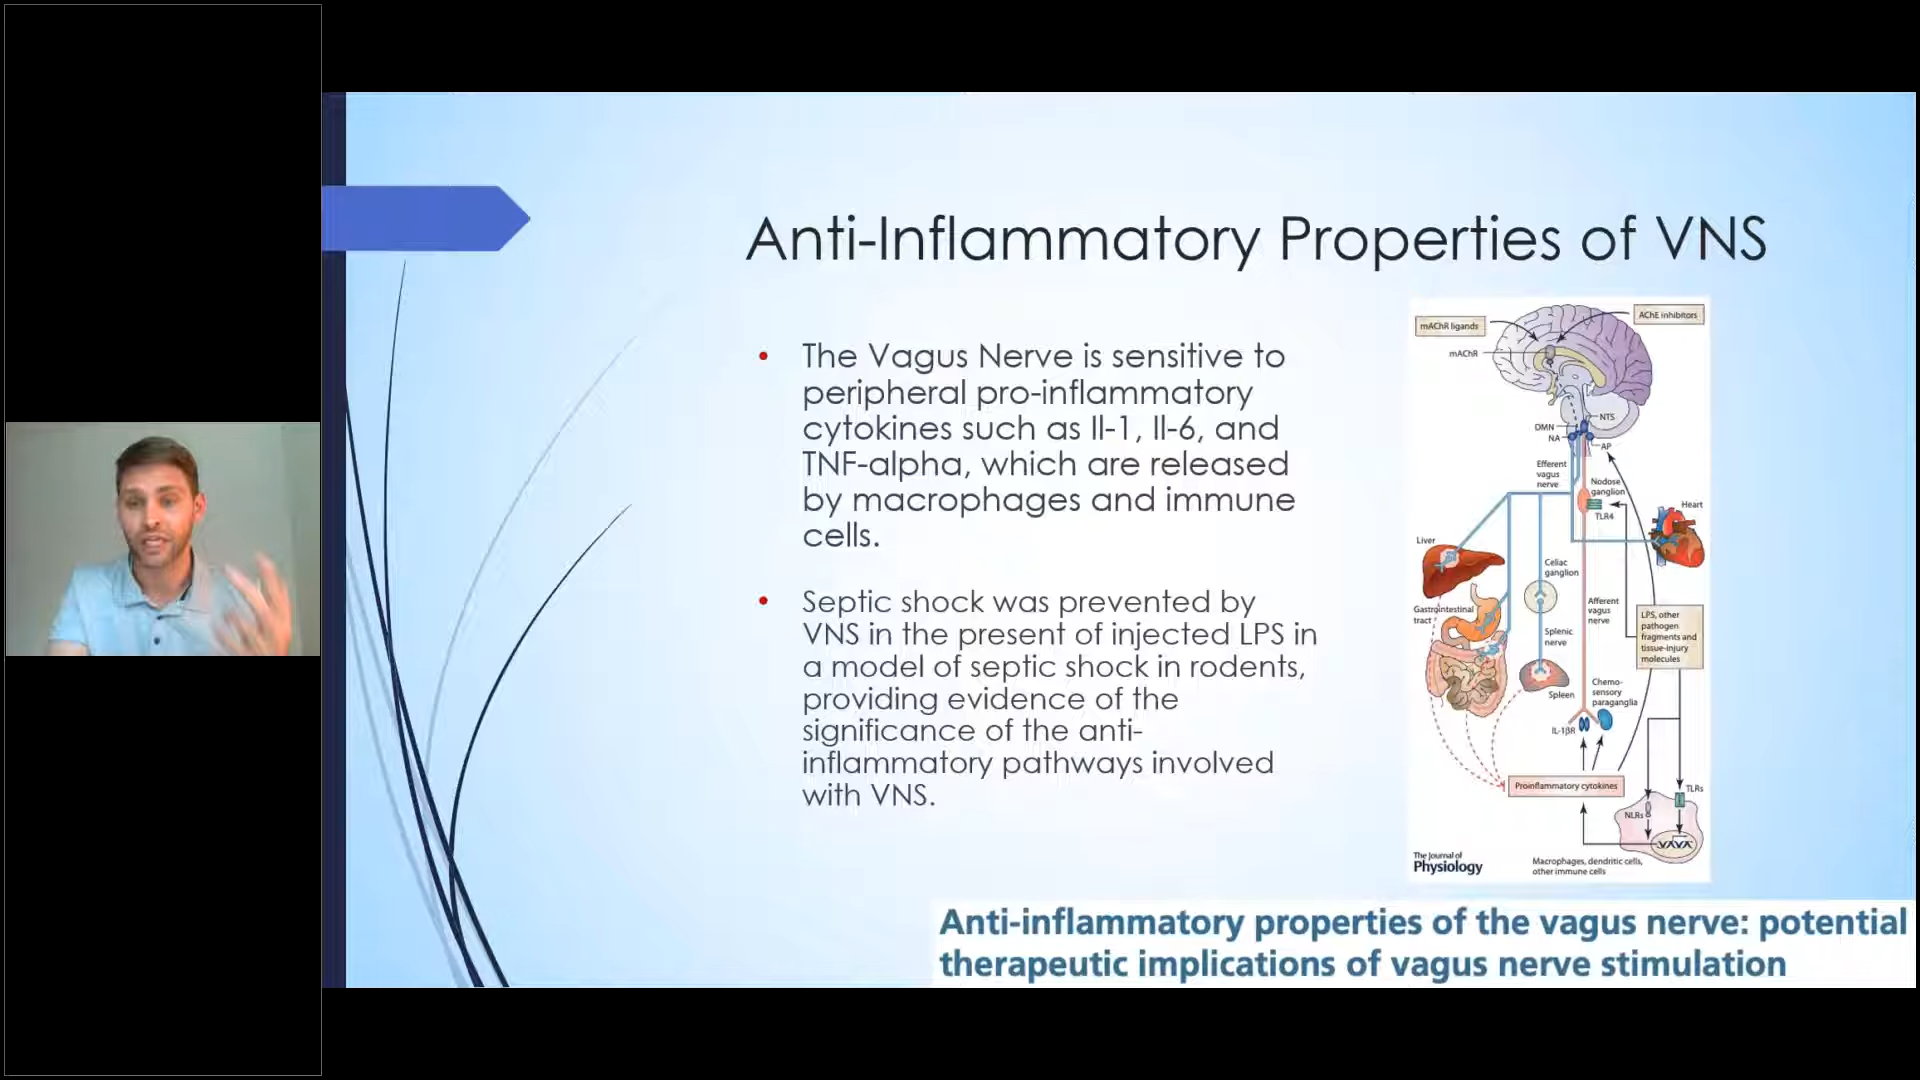 Anti-Inflammatory Properties of VNS
• The Vagus Nerve is sensitive to
peripheral pro-inflammatory
cytokines such as Il-1, Il-6, and
TNF-alpha, which are released
by macrophages and immune
cells.
• Septic shock was prevented by
VNS in the present of injected LPS in
a model of septic shock in rodents,
providing evidence of the
significance of the anti-
inflammatory pathways involved
with VNS.
mAChR ligands
AChE inhibitors
mAChR
NTS
DMN
NA
AP
Efferent
vagus
nerve
Nodose
ganglion
TLR4
Heart
Liver
Celiac
ganglion
Gastrointestinal
tract
Afferent
vagus
nerve
LPS, other
pathogen
fragments and
tissue-injury
molecules
Splenic
nerve
Spleen
Chemo-
sensory
paraganglia
IL-1βR
Proinflammatory cytokines
TLRs
NLRs
The Journal of
Physiology
Macrophages, dendritic cells,
other immune cells
Anti-inflammatory properties of the vagus nerve: potential
therapeutic implications of vagus nerve stimulation